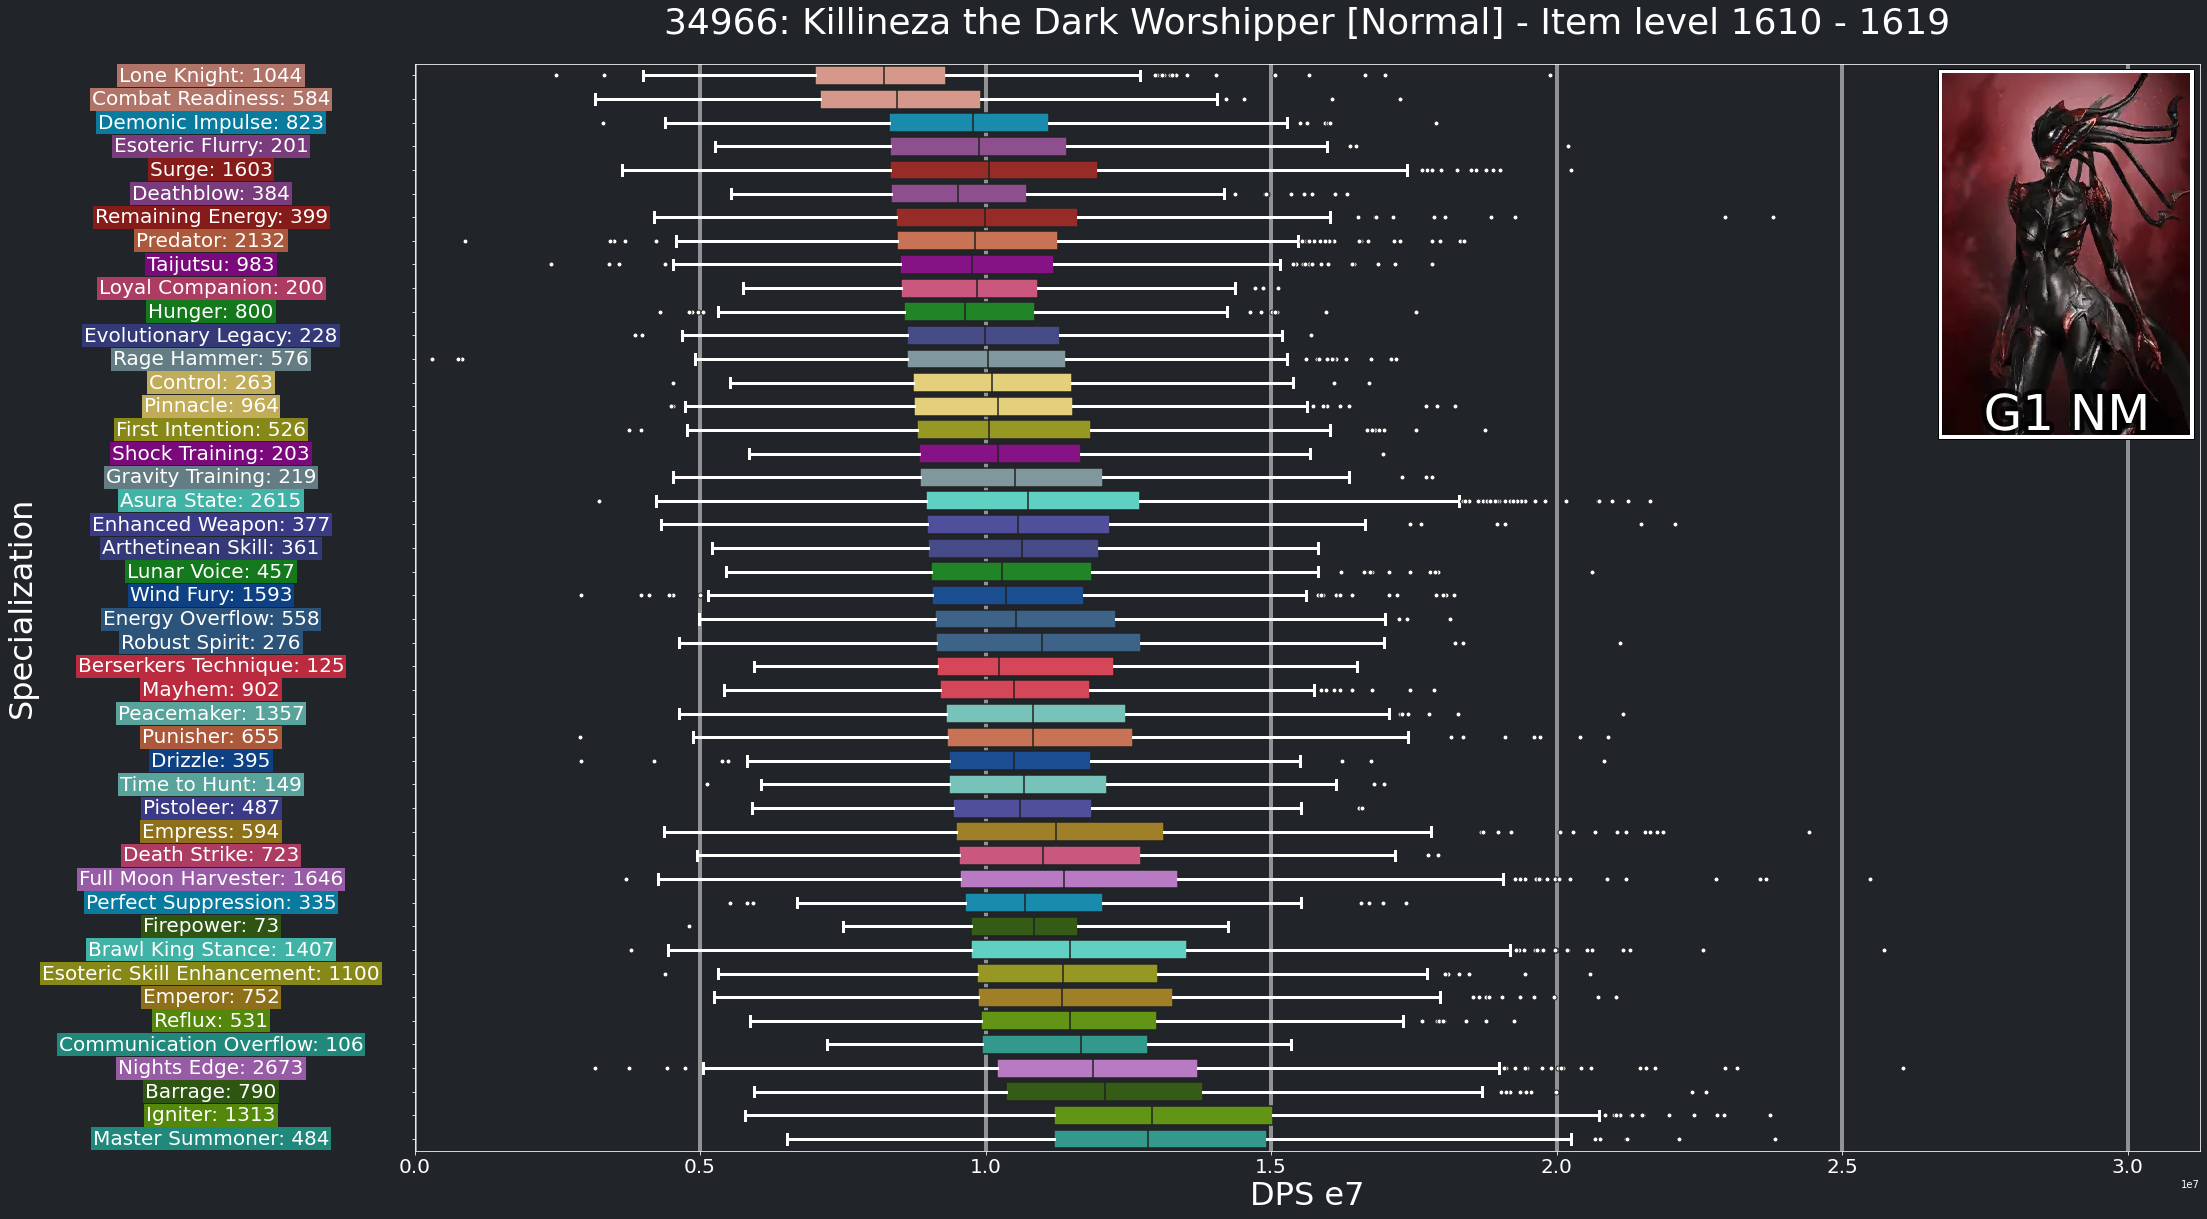 34966: Killineza the Dark Worshipper [Normal] - Item level 1610 - 1619
Specialization
Lone Knight: 1044
Combat Readiness: 584
Demonic Impulse: 823
Esoteric Flurry: 201
Surge: 1603
Deathblow: 384
Remaining Energy: 399
Predator: 2132
Taijutsu: 983
Loyal Companion: 200
Hunger: 800
Evolutionary Legacy: 228
Rage Hammer: 576
Control: 263
Pinnacle: 964
First Intention: 526
Shock Training: 203
Gravity Training: 219
Asura State: 2615
Enhanced Weapon: 377
Arthetinean Skill: 361
Lunar Voice: 457
Wind Fury: 1593
Energy Overflow: 558
Robust Spirit: 276
Berserkers Technique: 125
Mayhem: 902
Peacemaker: 1357
Punisher: 655
Drizzle: 395
Time to Hunt: 149
Pistoleer: 487
Empress: 594
Death Strike: 723
Full Moon Harvester: 1646
Perfect Suppression: 335
Firepower: 73
Brawl King Stance: 1407
Esoteric Skill Enhancement: 1100
Emperor: 752
Reflux: 531
Communication Overflow: 106
Nights Edge: 2673
Barrage: 790
Igniter: 1313
Master Summoner: 484
G1 NM
0.0 0.5 1.0 1.5 2.0 2.5 3.0
DPS e7
1e7